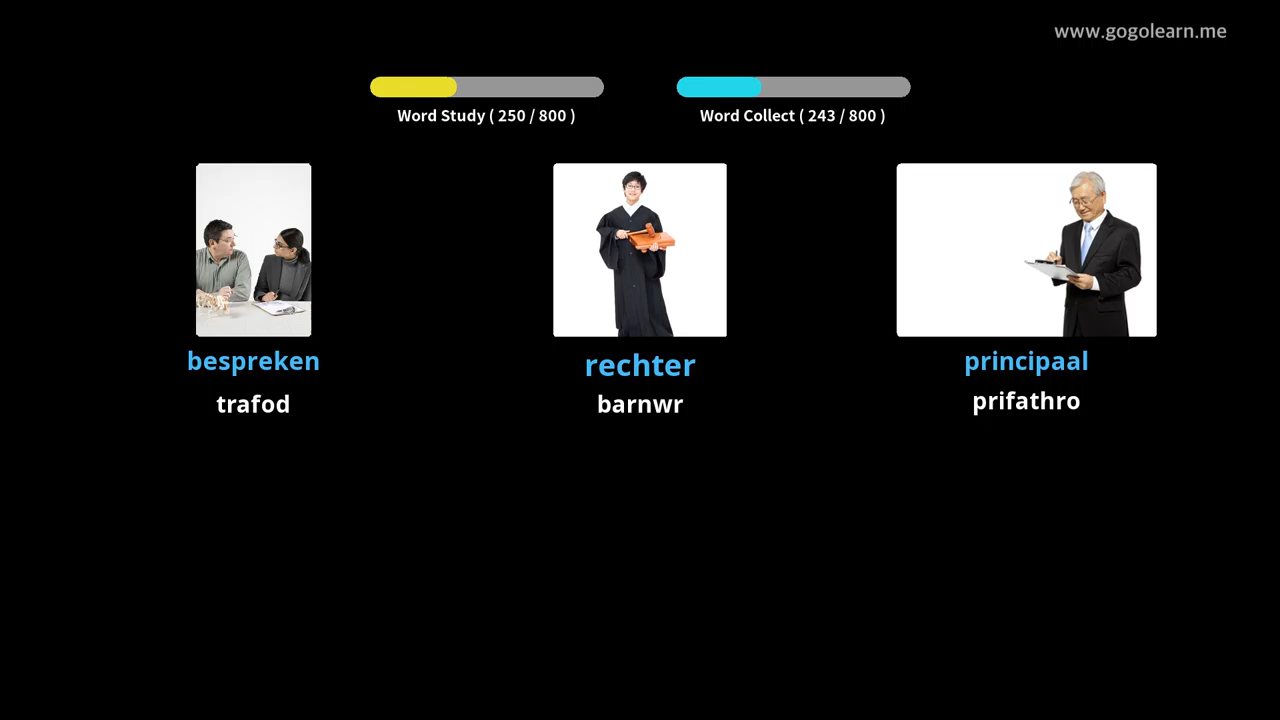 www.gogolearn.me
Word Study ( 250 / 800 )
Word Collect ( 243 / 800 )
bespreken
trafod
rechter
barnwr
principaal
prifathro